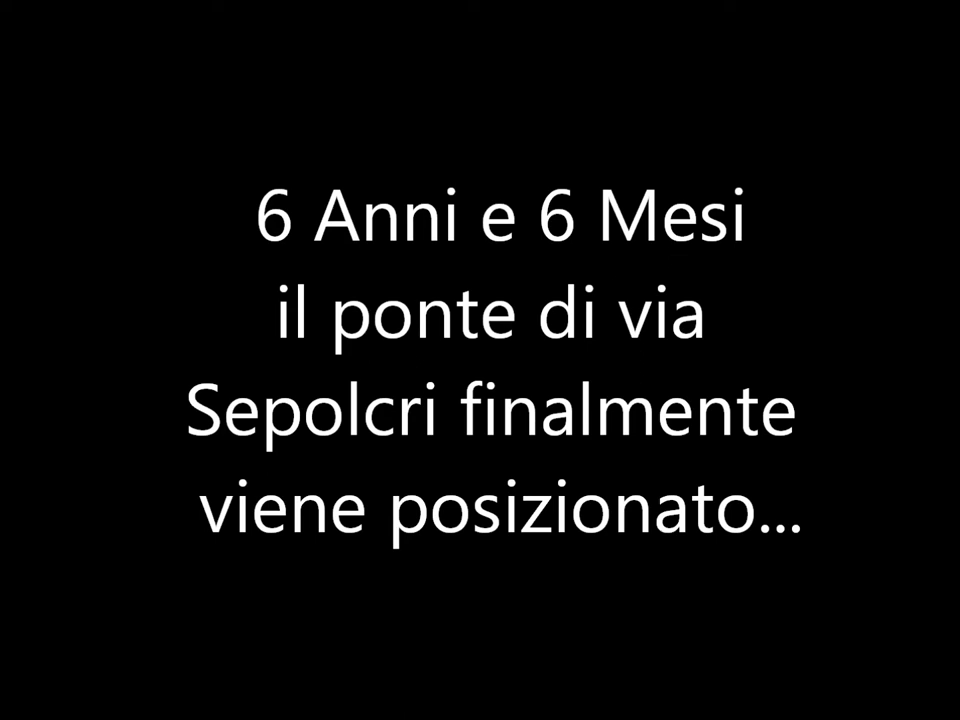 6 Anni e 6 Mesi
il ponte di via
Sepolcri finalmente
viene posizionato...